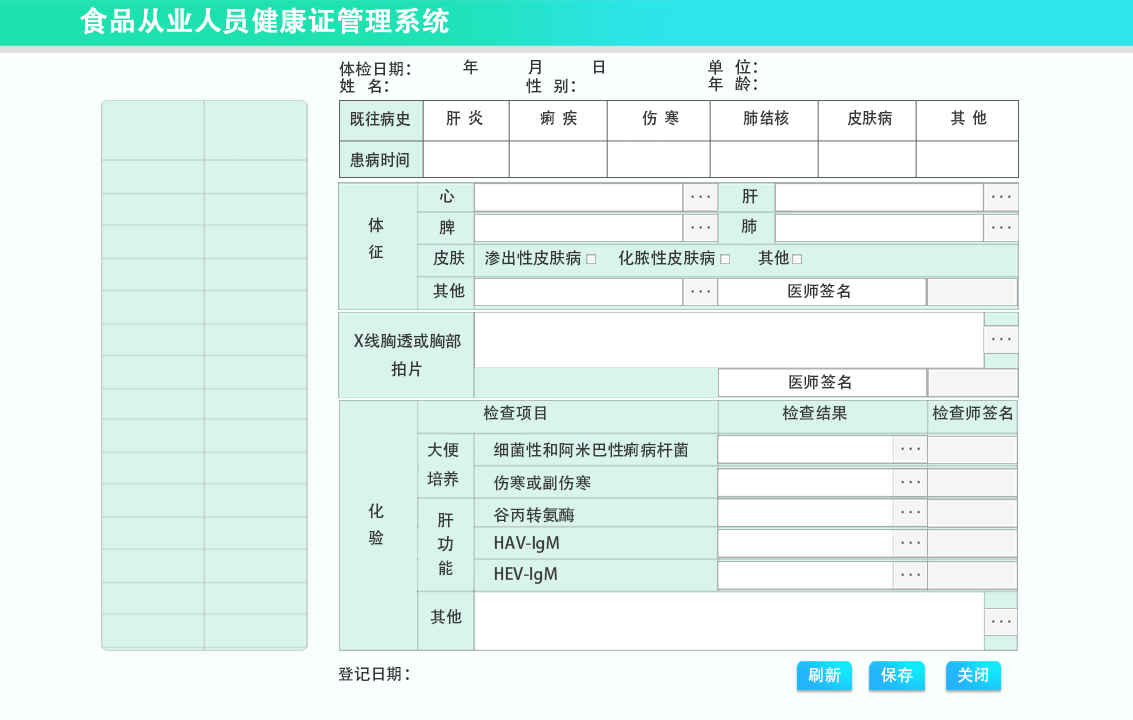 食品从业人员健康证管理系统
体检日期： 年 月 日 单 位：
姓 名： 性 别： 年 龄：
既往病史 肝 炎 痢 疾 伤 寒 肺结核 皮肤病 其 他
患病时间
体征
心 ... 肝 ...
脾 ... 肺 ...
皮肤 渗出性皮肤病 化脓性皮肤病 其他
其他 ... 医师签名
X线胸透或胸部
拍片
...
医师签名
化验
检查项目 检查结果 检查师签名
大便
培养
细菌性和阿米巴性痢病杆菌 ...
伤寒或副伤寒 ...
肝功能
谷丙转氨酶 ...
HAV-IgM ...
HEV-IgM ...
其他 ...
登记日期： 刷新 保存 关闭